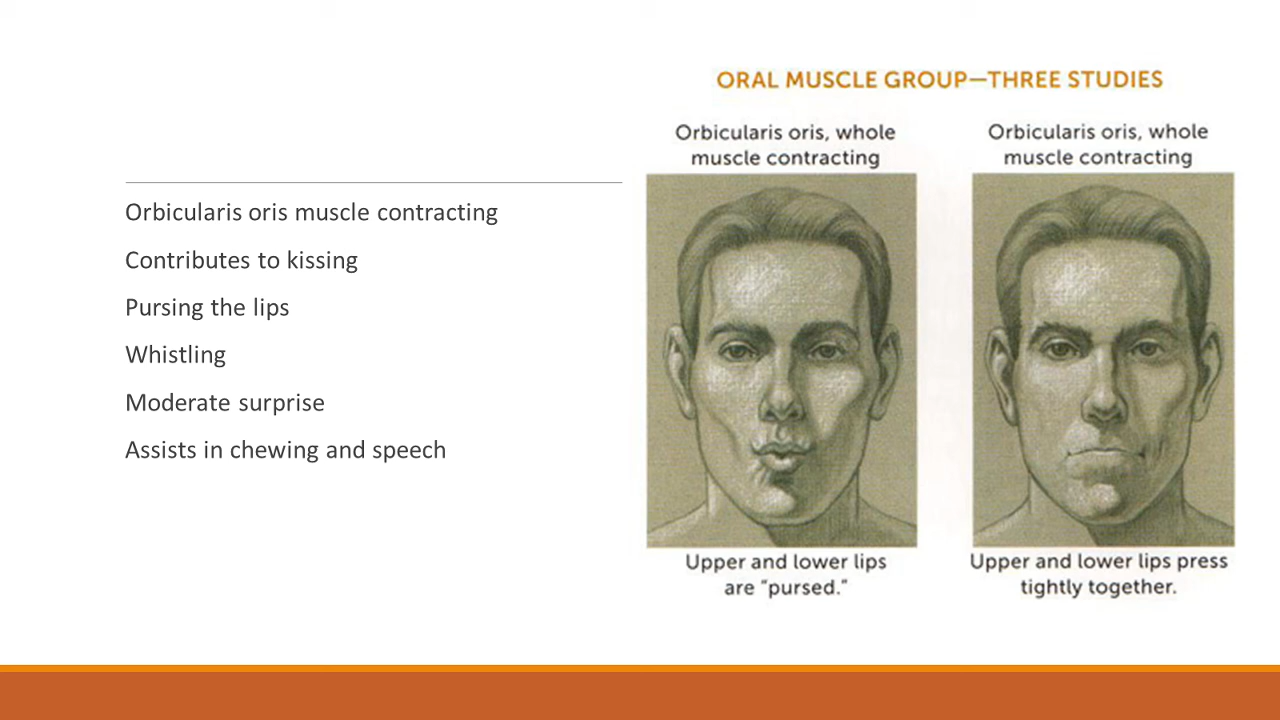 Orbicularis oris muscle contracting
Contributes to kissing
Pursing the lips
Whistling
Moderate surprise
Assists in chewing and speech
ORAL MUSCLE GROUP—THREE STUDIES
Orbicularis oris, whole
muscle contracting
Upper and lower lips
are “pursed.”
Orbicularis oris, whole
muscle contracting
Upper and lower lips press
tightly together.